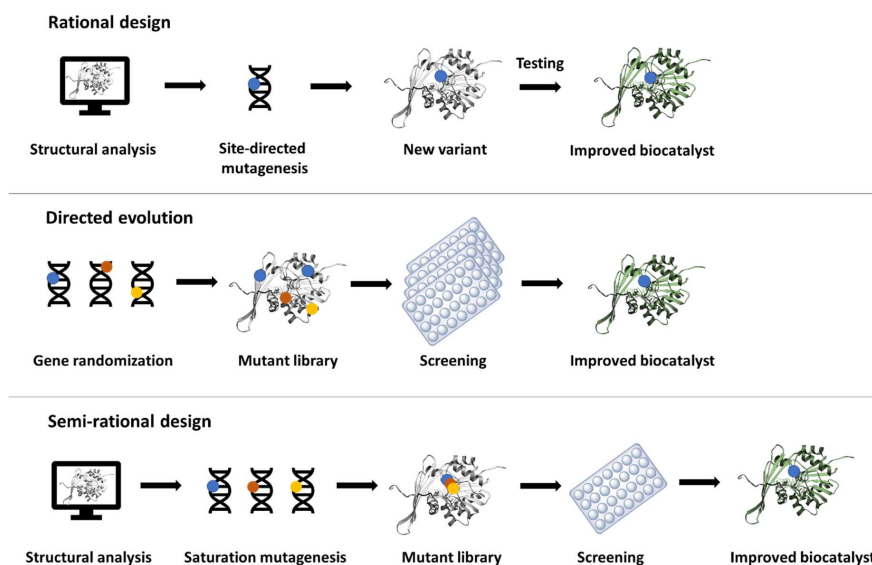 Rational design
Testing
Structural analysis
Site-directed
mutagenesis
New variant
Improved biocatalyst
Directed evolution
Gene randomization
Mutant library
Screening
Improved biocatalyst
Semi-rational design
Structural analysis
Saturation mutagenesis
Mutant library
Screening
Improved biocatalyst